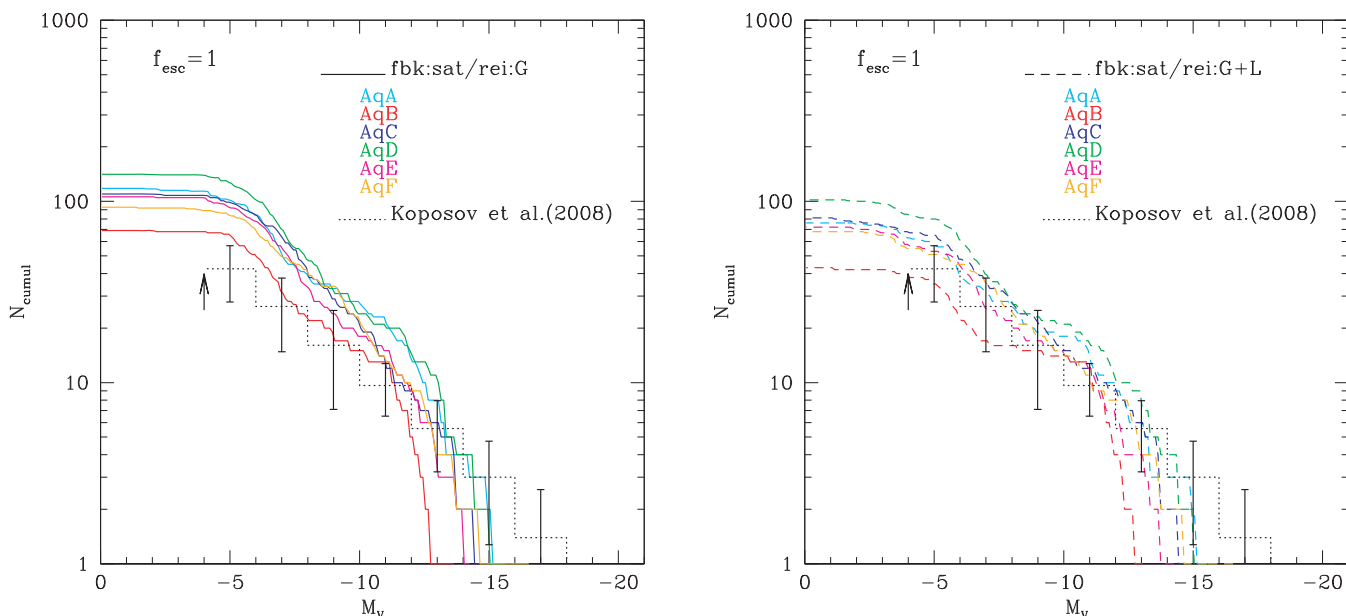 1000
f_esc=1
fbk:sat/rei:G
AqA
AqB
AqC
AqD
AqE
AqF
Koposov et al.(2008)
100
10
1
N_cumul
0
−5
−10
−15
−20
M_v
1000
f_esc=1
fbk:sat/rei:G+L
AqA
AqB
AqC
AqD
AqE
AqF
Koposov et al.(2008)
100
10
1
N_cumul
0
−5
−10
−15
−20
M_v